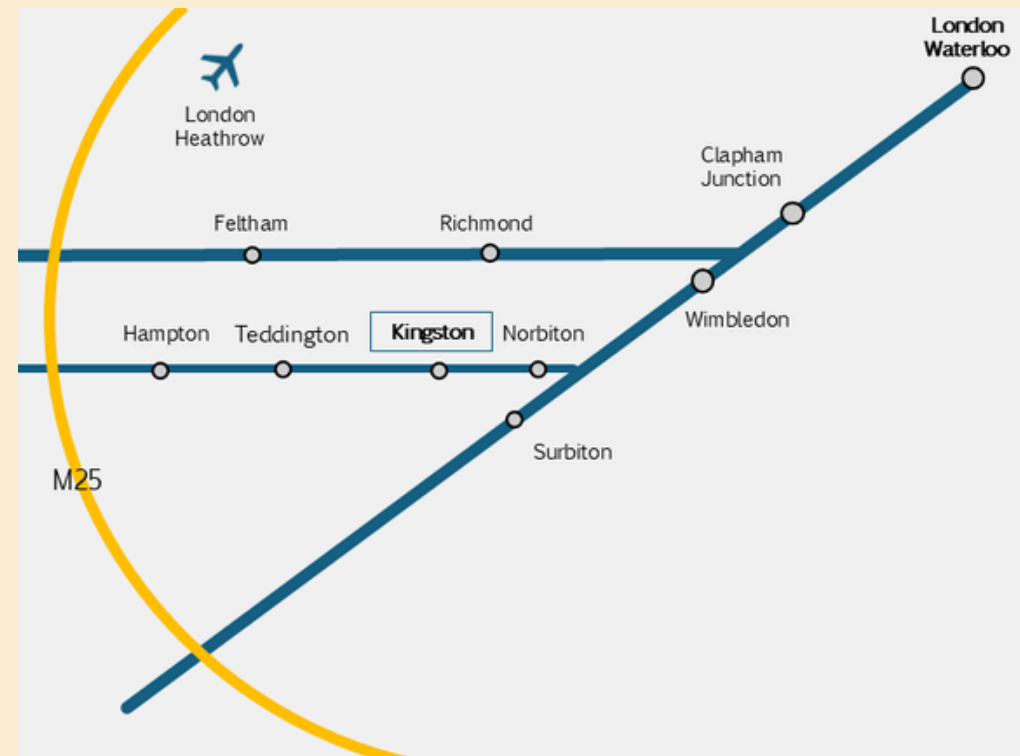 London
Waterloo
London
Heathrow
Clapham
Junction
Feltham
Richmond
Wimbledon
Hampton
Teddington
Kingston
Norbiton
Surbiton
M25